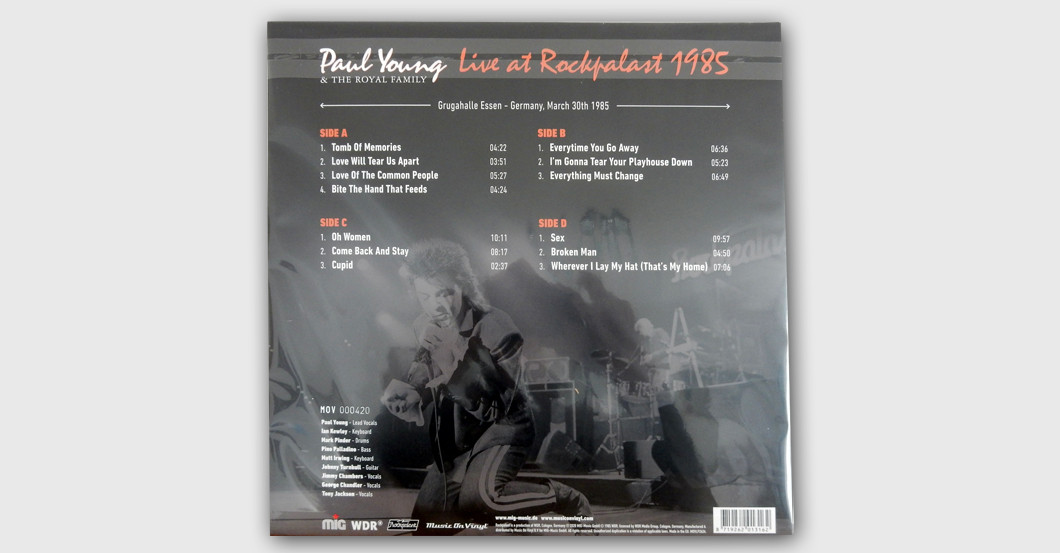 Paul Young Live at Rockpalast 1985
& THE ROYAL FAMILY
Grugahalle Essen - Germany, March 30th 1985
SIDE A
1. Tomb Of Memories 04:22
2. Love Will Tear Us Apart 03:51
3. Love Of The Common People 05:27
4. Bite The Hand That Feeds 04:24
SIDE B
1. Everytime You Go Away 06:36
2. I'm Gonna Tear Your Playhouse Down 05:23
3. Everything Must Change 06:49
SIDE C
1. Oh Women 10:11
2. Come Back And Stay 08:17
3. Cupid 02:37
SIDE D
1. Sex 09:57
2. Broken Man 04:50
3. Wherever I Lay My Hat (That's My Home) 07:06
MOV 000420
Paul Young - Lead Vocals
Ian Kewley - Keyboard
Mark Pinder - Drums
Pino Palladino - Bass
Matt Irving - Keyboard
Johnny Turnbull - Guitar
Jimmy Chambers - Vocals
George Chandler - Vocals
Tony Jackson - Vocals
MIG WDR Rockpalast Music On Vinyl
www.mig-music.de www.musiconvinyl.com